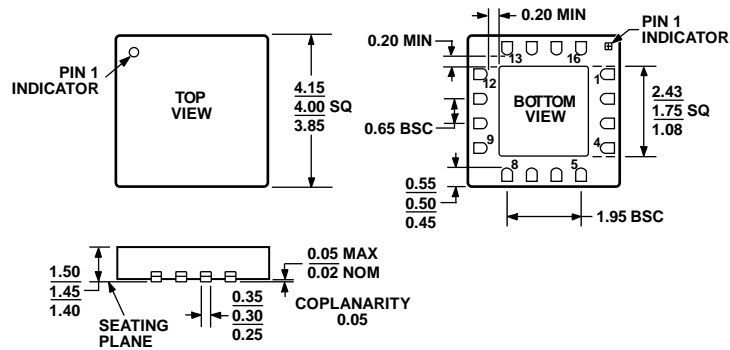 PIN 1
INDICATOR
TOP
VIEW
4.15
4.00 SQ
3.85
0.20 MIN
0.20 MIN
PIN 1
INDICATOR
13
16
12
1
BOTTOM
VIEW
2.43
1.75 SQ
1.08
0.65 BSC
9
4
8
5
0.55
0.50
0.45
1.95 BSC
1.50
1.45
1.40
SEATING
PLANE
0.35
0.30
0.25
0.05 MAX
0.02 NOM
COPLANARITY
0.05